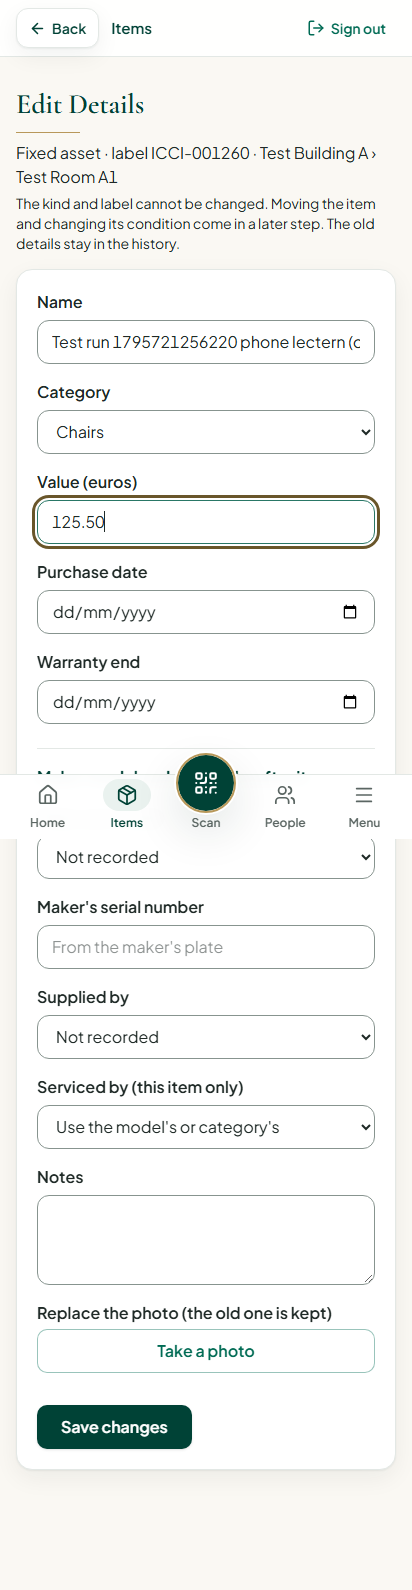 Back
Items
Sign out
Edit Details
Fixed asset · label ICCI-001260 · Test Building A ›
Test Room A1
The kind and label cannot be changed. Moving the item
and changing its condition come in a later step. The old
details stay in the history.
Name
Test run 1795721256220 phone lectern (c
Category
Chairs
Value (euros)
125.50
Purchase date
dd/mm/yyyy
Warranty end
dd/mm/yyyy
Home
Items
Scan
People
Menu
Not recorded
Maker's serial number
From the maker's plate
Supplied by
Not recorded
Serviced by (this item only)
Use the model's or category's
Notes
Replace the photo (the old one is kept)
Take a photo
Save changes